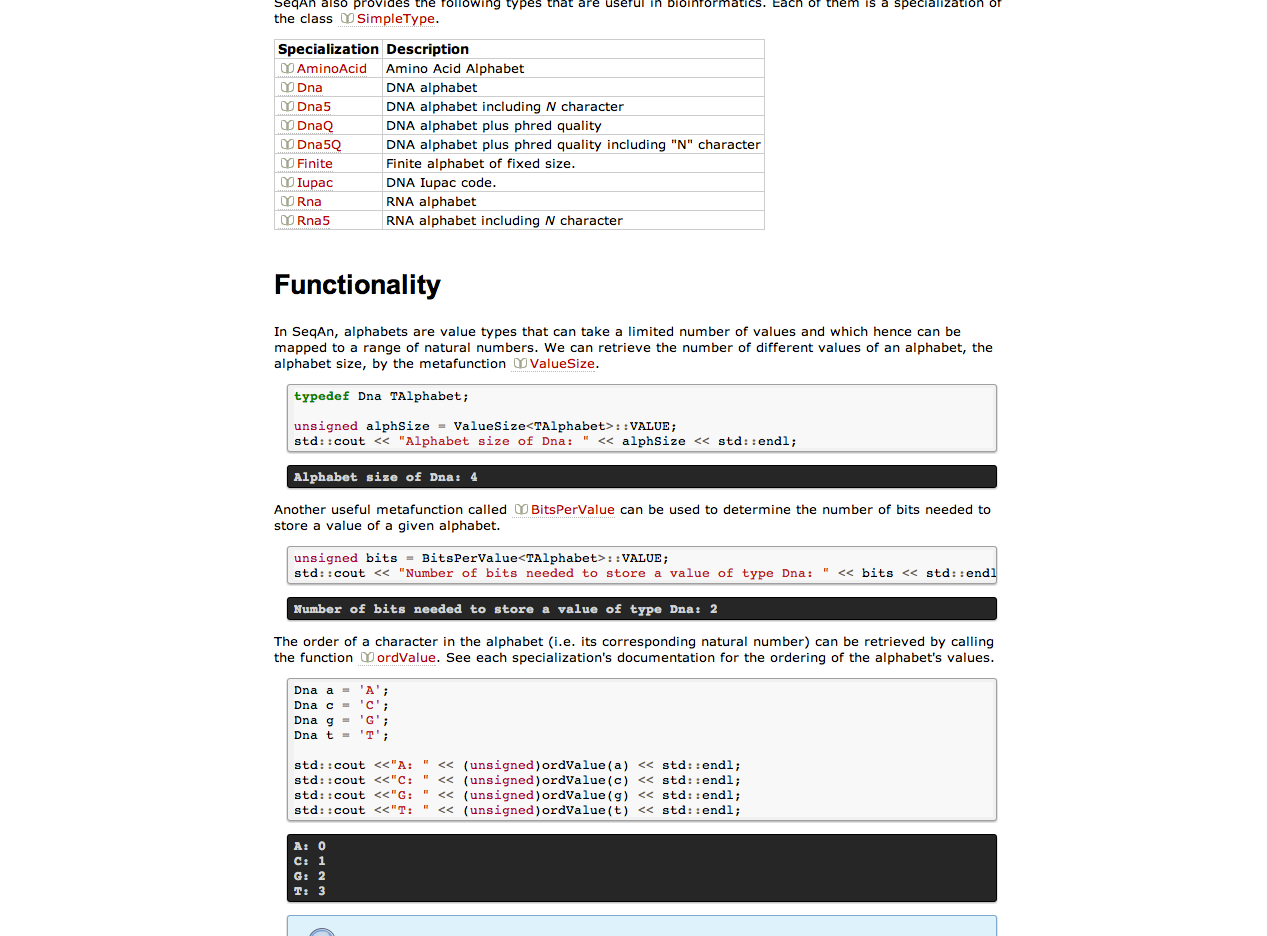 SeqAn also provides the following types that are useful in bioinformatics. Each of them is a specialization of
the class SimpleType.
Specialization Description
AminoAcid Amino Acid Alphabet
Dna DNA alphabet
Dna5 DNA alphabet including N character
DnaQ DNA alphabet plus phred quality
Dna5Q DNA alphabet plus phred quality including "N" character
Finite Finite alphabet of fixed size.
Iupac DNA Iupac code.
Rna RNA alphabet
Rna5 RNA alphabet including N character
Functionality
In SeqAn, alphabets are value types that can take a limited number of values and which hence can be
mapped to a range of natural numbers. We can retrieve the number of different values of an alphabet, the
alphabet size, by the metafunction ValueSize.
typedef Dna TAlphabet;
unsigned alphSize = ValueSize<TAlphabet>::VALUE;
std::cout << "Alphabet size of Dna: " << alphSize << std::endl;
Alphabet size of Dna: 4
Another useful metafunction called BitsPerValue can be used to determine the number of bits needed to
store a value of a given alphabet.
unsigned bits = BitsPerValue<TAlphabet>::VALUE;
std::cout << "Number of bits needed to store a value of type Dna: " << bits << std::endl
Number of bits needed to store a value of type Dna: 2
The order of a character in the alphabet (i.e. its corresponding natural number) can be retrieved by calling
the function ordValue. See each specialization's documentation for the ordering of the alphabet's values.
Dna a = 'A';
Dna c = 'C';
Dna g = 'G';
Dna t = 'T';
std::cout <<"A: " << (unsigned)ordValue(a) << std::endl;
std::cout <<"C: " << (unsigned)ordValue(c) << std::endl;
std::cout <<"G: " << (unsigned)ordValue(g) << std::endl;
std::cout <<"T: " << (unsigned)ordValue(t) << std::endl;
A: 0
C: 1
G: 2
T: 3